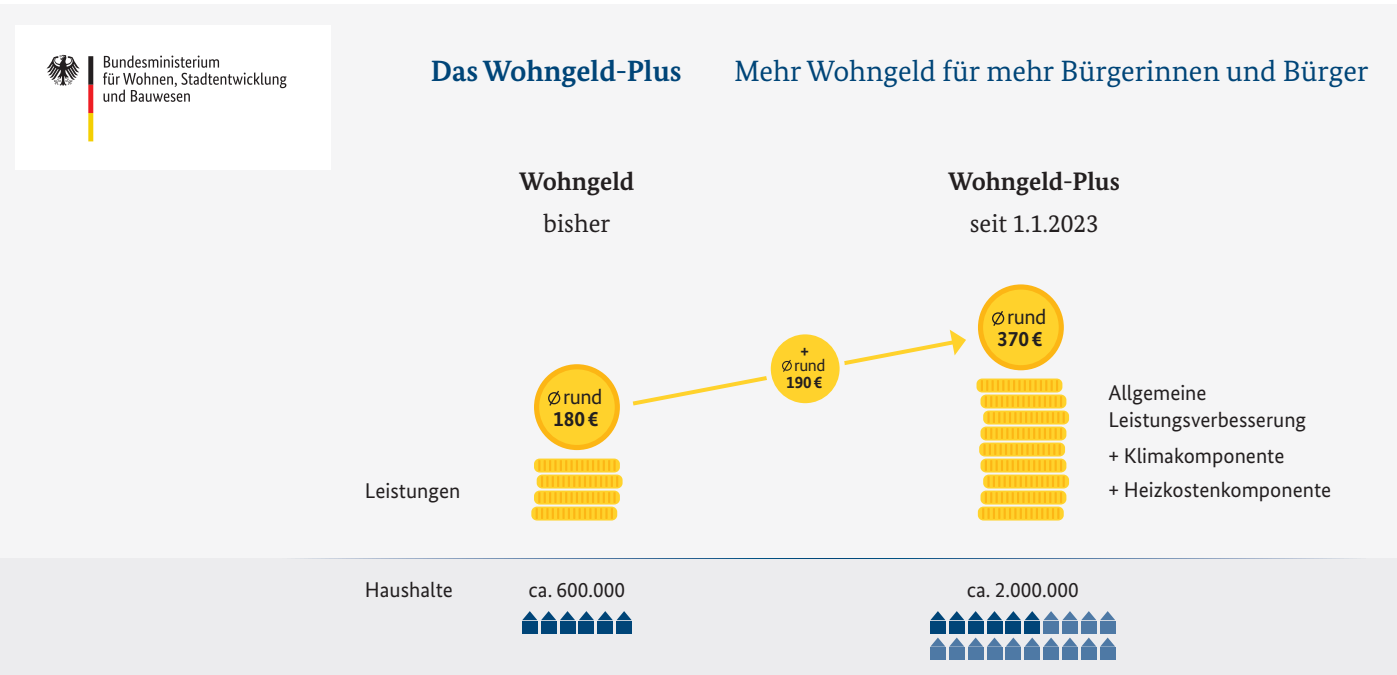 Bundesministerium
für Wohnen, Stadtentwicklung
und Bauwesen
Das Wohngeld-Plus Mehr Wohngeld für mehr Bürgerinnen und Bürger
Wohngeld
bisher
Wohngeld-Plus
seit 1.1.2023
Ø rund
180 €
+
Ø rund
190 €
Ø rund
370 €
Allgemeine
Leistungsverbesserung
+ Klimakomponente
+ Heizkostenkomponente
Leistungen
Haushalte
ca. 600.000
ca. 2.000.000